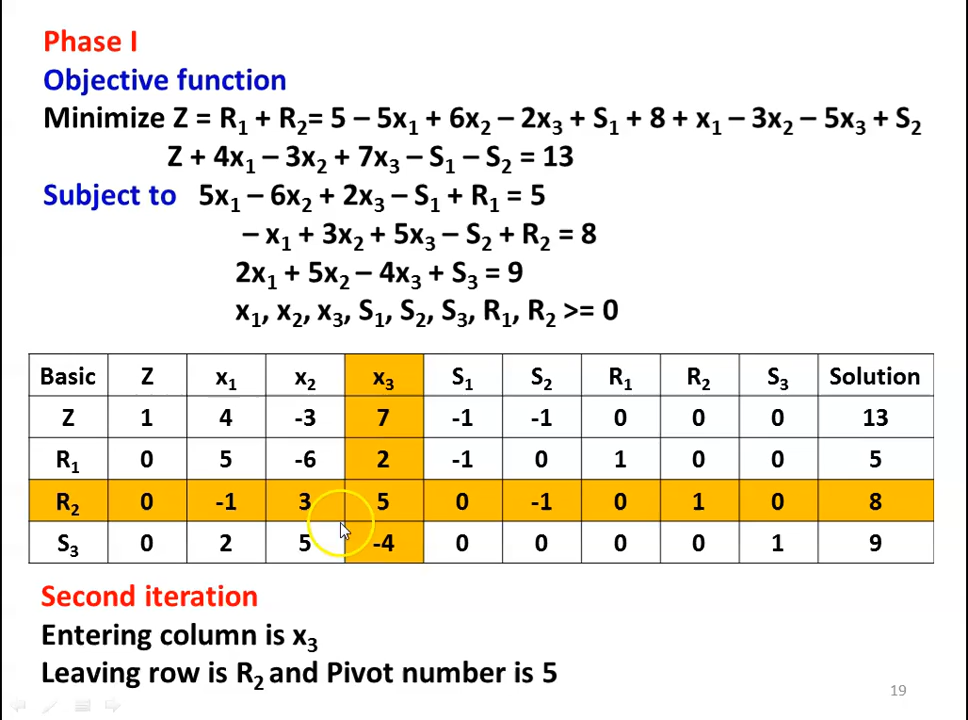 Phase I
Objective function
Minimize Z = R₁ + R₂= 5 – 5x₁ + 6x₂ – 2x₃ + S₁ + 8 + x₁ – 3x₂ – 5x₃ + S₂
Z + 4x₁ – 3x₂ + 7x₃ – S₁ – S₂ = 13
Subject to 5x₁ – 6x₂ + 2x₃ – S₁ + R₁ = 5
– x₁ + 3x₂ + 5x₃ – S₂ + R₂ = 8
2x₁ + 5x₂ – 4x₃ + S₃ = 9
x₁, x₂, x₃, S₁, S₂, S₃, R₁, R₂ >= 0
Basic Z x₁ x₂ x₃ S₁ S₂ R₁ R₂ S₃ Solution
Z 1 4 -3 7 -1 -1 0 0 0 13
R₁ 0 5 -6 2 -1 0 1 0 0 5
R₂ 0 -1 3 5 0 -1 0 1 0 8
S₃ 0 2 5 -4 0 0 0 0 1 9
Second iteration
Entering column is x₃
Leaving row is R₂ and Pivot number is 5
19